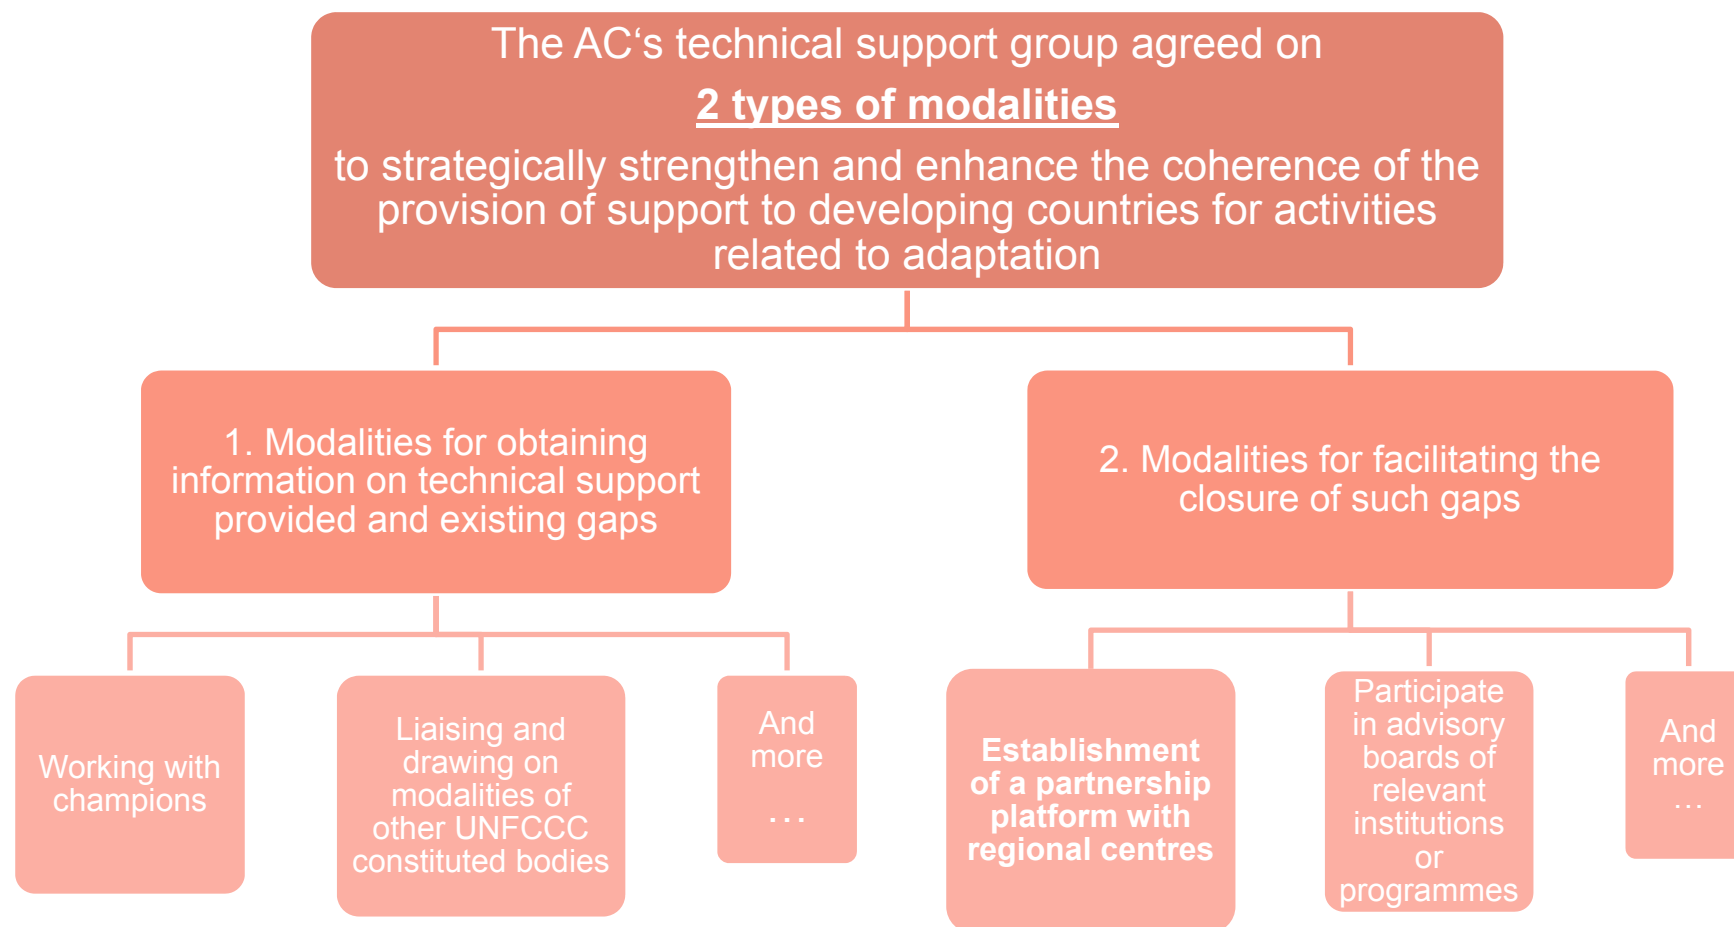 The AC‘s technical support group agreed on
2 types of modalities
to strategically strengthen and enhance the coherence of the
provision of support to developing countries for activities
related to adaptation
1. Modalities for obtaining
information on technical support
provided and existing gaps
2. Modalities for facilitating the
closure of such gaps
Working with
champions
Liaising and
drawing on
modalities of
other UNFCCC
constituted bodies
And
more
…
Establishment
of a partnership
platform with
regional centres
Participate
in advisory
boards of
relevant
institutions
or
programmes
And
more
…